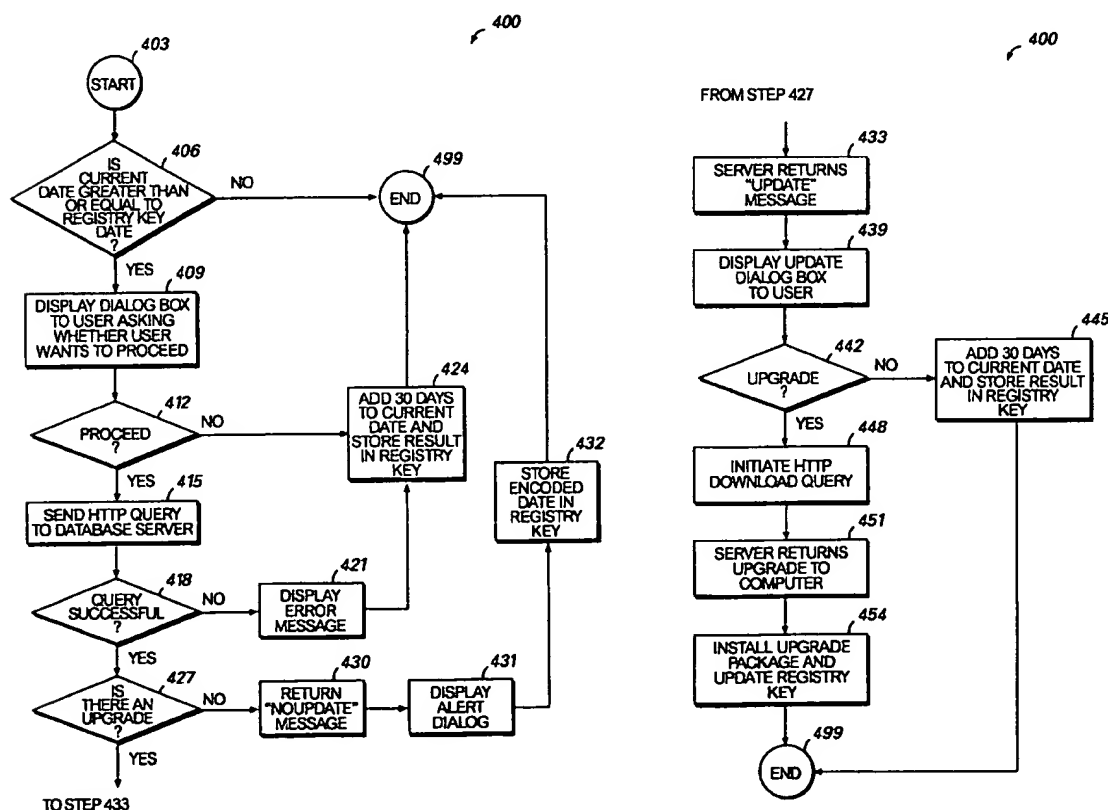 400
403
START
406
IS
CURRENT
DATE GREATER THAN
OR EQUAL TO
REGISTRY KEY
DATE
?
NO
YES
499
END
409
DISPLAY DIALOG BOX
TO USER ASKING
WHETHER USER
WANTS TO PROCEED
412
PROCEED
?
NO
YES
424
ADD 30 DAYS
TO CURRENT
DATE AND
STORE RESULT
IN REGISTRY
KEY
432
STORE
ENCODED
DATE IN
REGISTRY
KEY
415
SEND HTTP QUERY
TO DATABASE SERVER
418
QUERY
SUCCESSFUL
?
NO
YES
421
DISPLAY
ERROR
MESSAGE
427
IS
THERE AN
UPGRADE
?
NO
YES
430
RETURN
"NOUPDATE"
MESSAGE
431
DISPLAY
ALERT
DIALOG
TO STEP 433
400
FROM STEP 427
433
SERVER RETURNS
"UPDATE"
MESSAGE
439
DISPLAY UPDATE
DIALOG BOX
TO USER
442
UPGRADE
?
NO
YES
445
ADD 30 DAYS
TO CURRENT DATE
AND STORE RESULT
IN REGISTRY
KEY
448
INITIATE HTTP
DOWNLOAD QUERY
451
SERVER RETURNS
UPGRADE TO
COMPUTER
454
INSTALL UPGRADE
PACKAGE AND
UPDATE REGISTRY
KEY
499
END